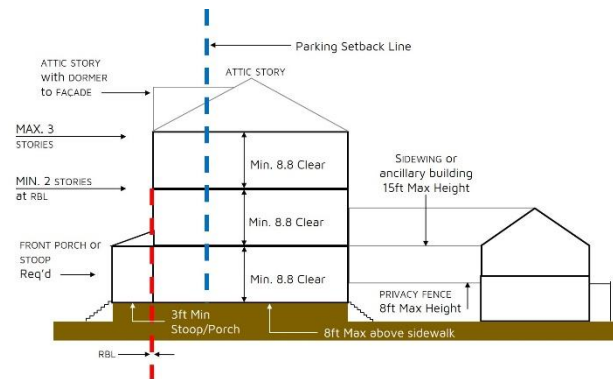 Parking Setback Line
ATTIC STORY
with DORMER
to FAÇADE
ATTIC STORY
MAX. 3
STORIES
Min. 8.8 Clear
SIDEWING or
ancillary building
15ft Max Height
MIN. 2 STORIES
at RBL
Min. 8.8 Clear
FRONT PORCH or
STOOP
Req'd
Min. 8.8 Clear
PRIVACY FENCE
8ft Max Height
3ft Min
Stoop/Porch
8ft Max above sidewalk
RBL